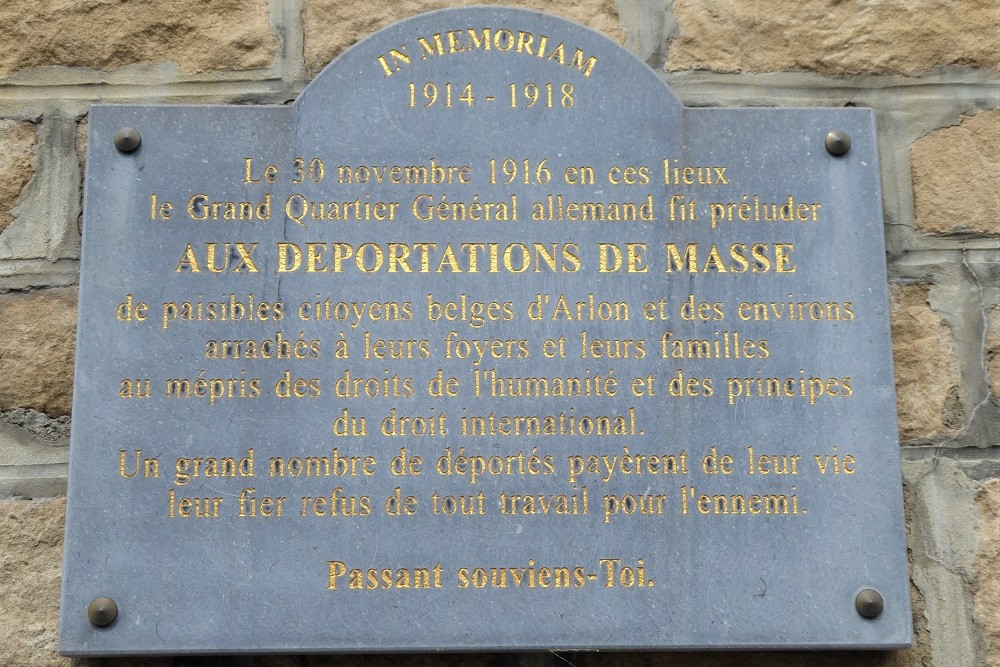 IN MEMORIAM
1914 - 1918
Le 30 novembre 1916 en ces lieux
le Grand Quartier Général allemand fit préluder
AUX DEPORTATIONS DE MASSE
de paisibles citoyens belges d'Arlon et des environs
arrachés à leurs foyers et leurs familles
au mépris des droits de l'humanité et des principes
du droit international.
Un grand nombre de déportés payèrent de leur vie
leur fier refus de tout travail pour l'ennemi.
Passant souviens-Toi.